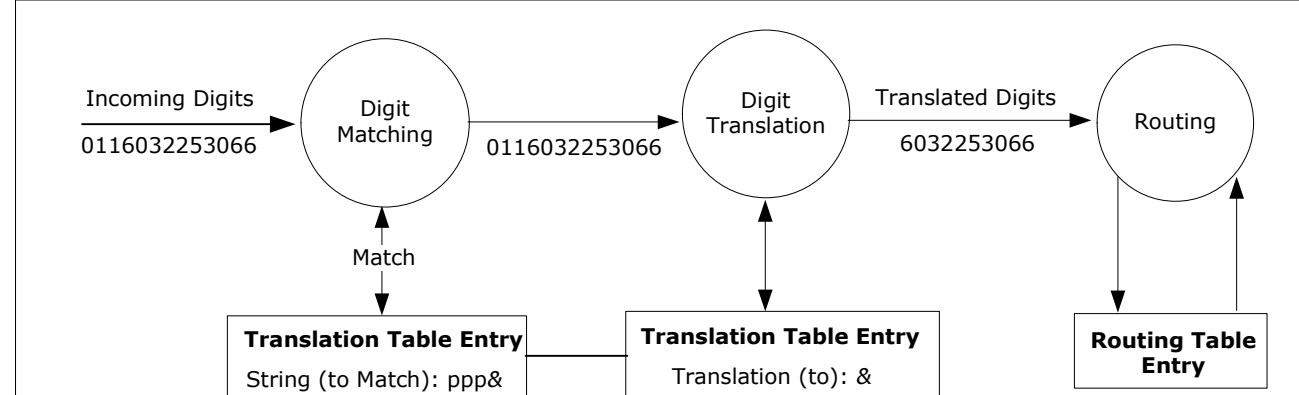 Incoming Digits
0116032253066
Digit
Matching
0116032253066
Digit
Translation
Translated Digits
6032253066
Routing
Match
Translation Table Entry
String (to Match): ppp&
Translation Table Entry
Translation (to): &
Routing Table
Entry